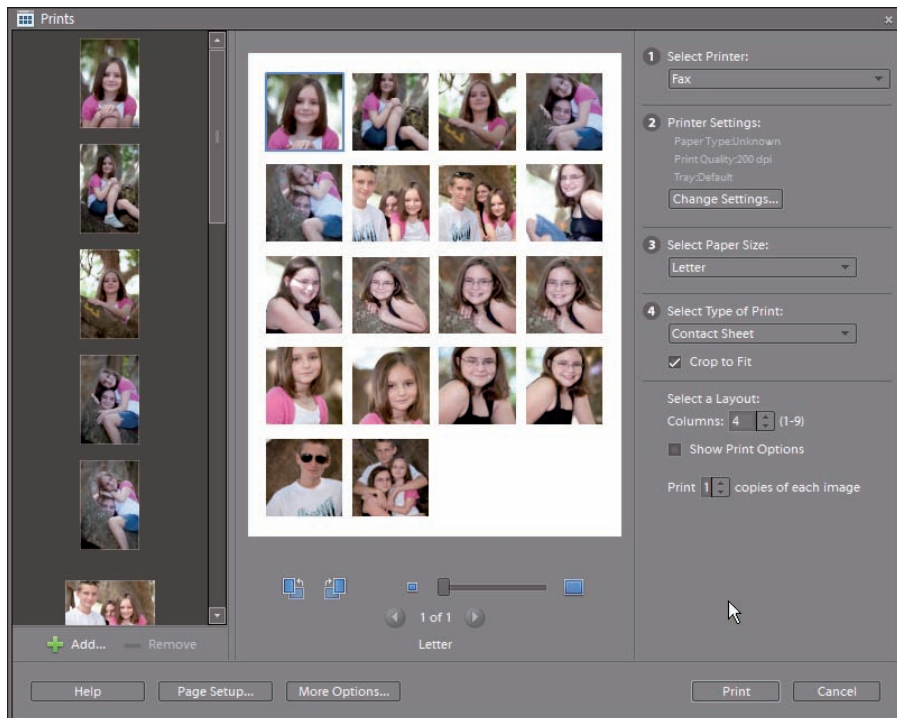 Prints
1 Select Printer:
Fax
2 Printer Settings:
Paper Type:Unknown
Print Quality:200 dpi
Tray:Default
Change Settings...
3 Select Paper Size:
Letter
4 Select Type of Print:
Contact Sheet
Crop to Fit
Select a Layout:
Columns: 4 (1-9)
Show Print Options
Print 1 copies of each image
1 of 1
Letter
Add... Remove
Help Page Setup... More Options... Print Cancel